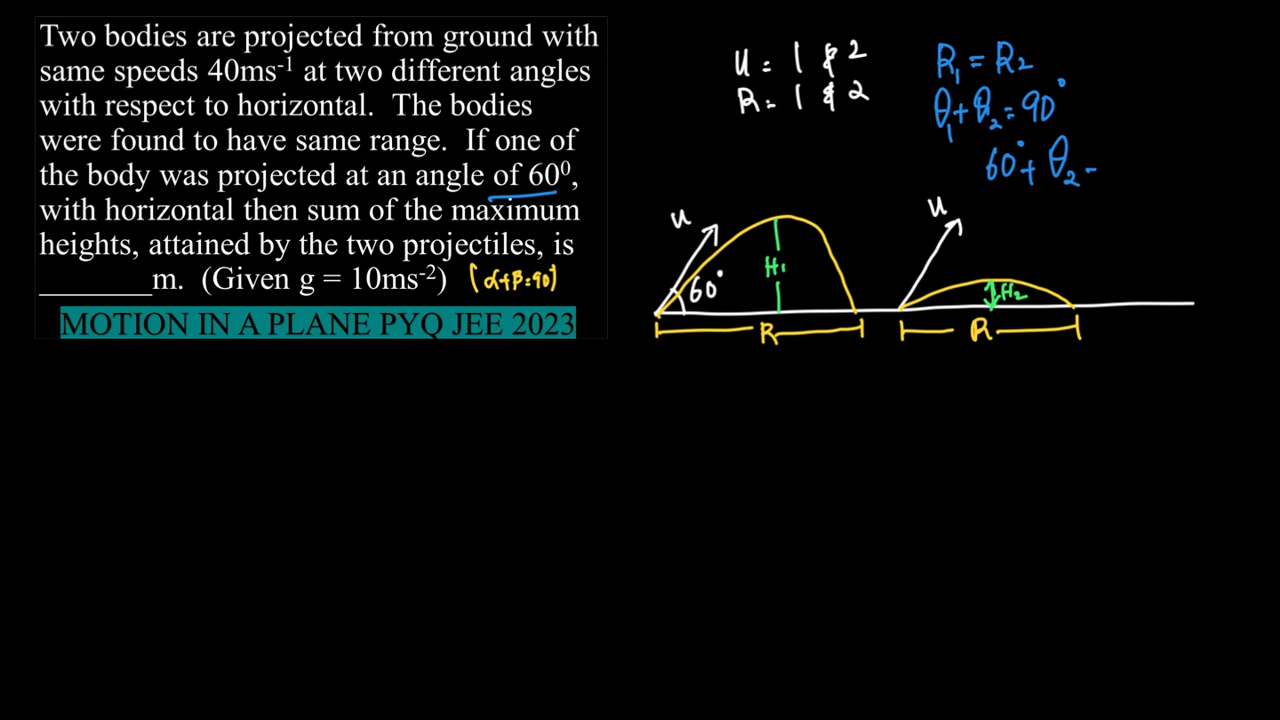 Two bodies are projected from ground with
same speeds 40ms⁻¹ at two different angles
with respect to horizontal. The bodies
were found to have same range. If one of
the body was projected at an angle of 60⁰,
with horizontal then sum of the maximum
heights, attained by the two projectiles, is
_______m. (Given g = 10ms⁻²) (α+β=90)
MOTION IN A PLANE PYQ JEE 2023
u = 1 & 2
R = 1 & 2
R₁ = R₂
θ₁+θ₂=90°
60°+ θ₂ -
u
60°
H₁
R
u
H₂
R